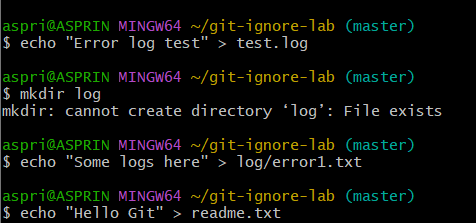 aspri@ASPRIN MINGW64 ~/git-ignore-lab (master)
$ echo "Error log test" > test.log
aspri@ASPRIN MINGW64 ~/git-ignore-lab (master)
$ mkdir log
mkdir: cannot create directory ‘log’: File exists
aspri@ASPRIN MINGW64 ~/git-ignore-lab (master)
$ echo "Some logs here" > log/error1.txt
aspri@ASPRIN MINGW64 ~/git-ignore-lab (master)
$ echo "Hello Git" > readme.txt